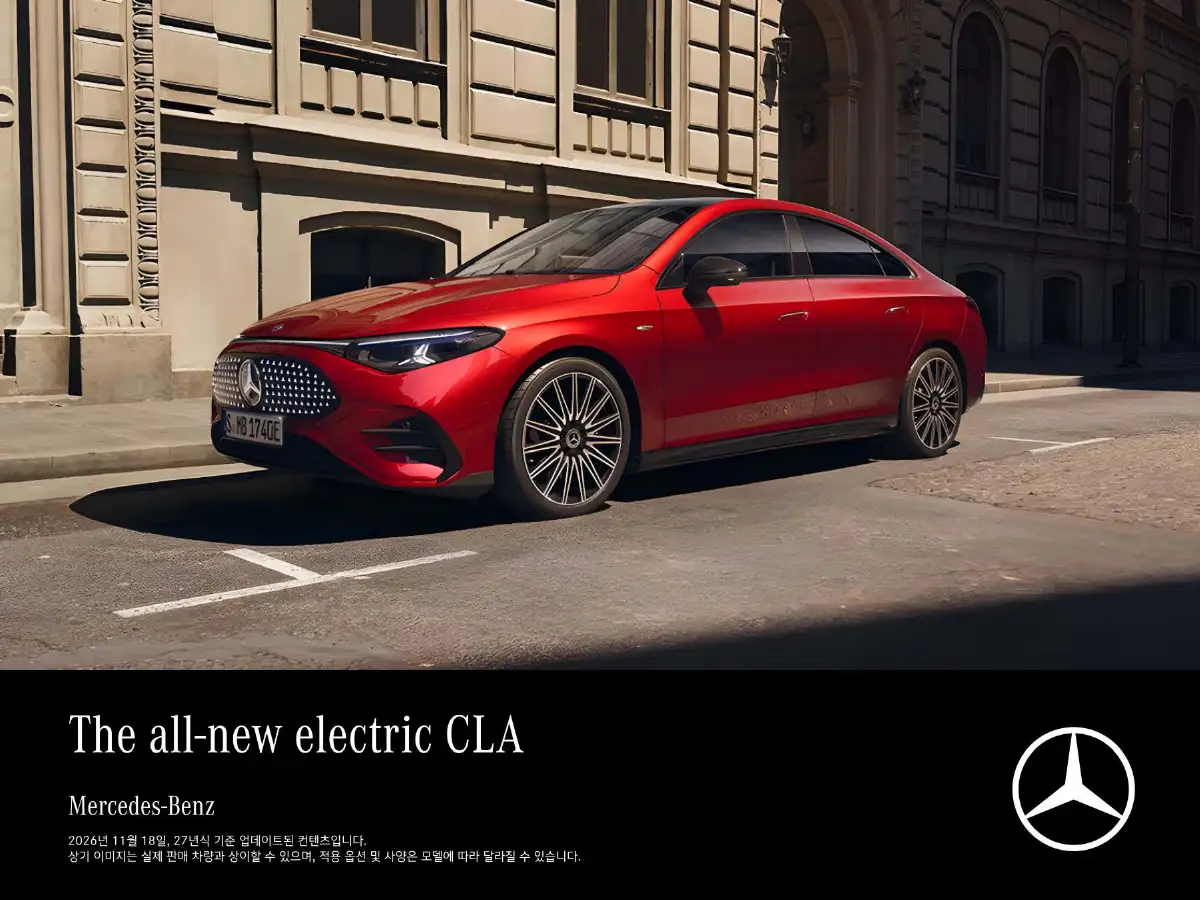 S MB 1740E
The all-new electric CLA
Mercedes-Benz
2026년 11월 18일, 27년식 기준 업데이트된 컨텐츠입니다.
상기 이미지는 실제 판매 차량과 상이할 수 있으며, 적용 옵션 및 사양은 모델에 따라 달라질 수 있습니다.